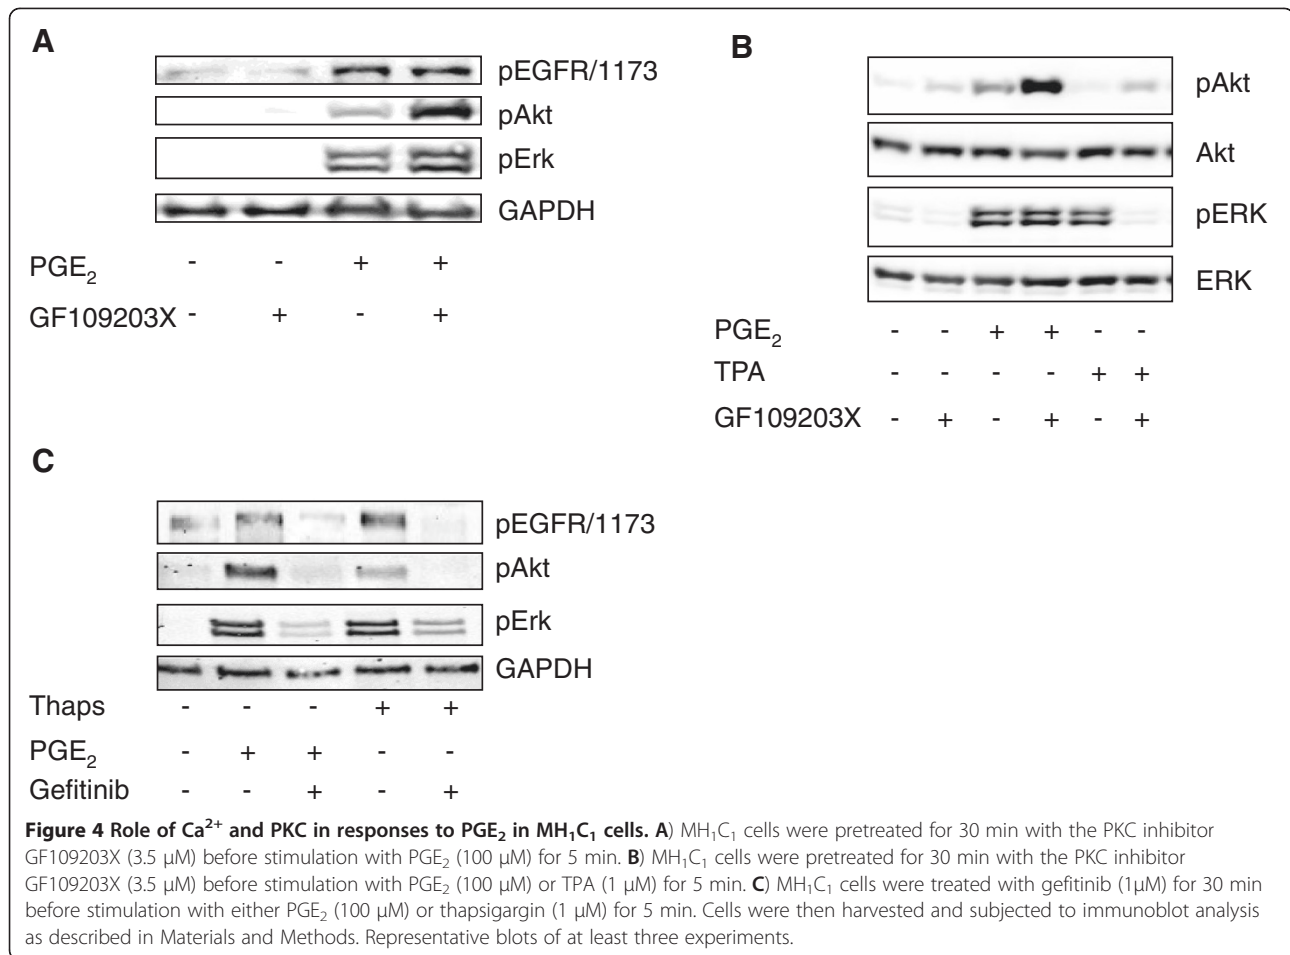 A
pEGFR/1173
pAkt
pErk
GAPDH
PGE₂ - - + +
GF109203X - + - +
B
pAkt
Akt
pERK
ERK
PGE₂ - - + + - -
TPA - - - - + +
GF109203X - + - + - +
C
pEGFR/1173
pAkt
pErk
GAPDH
Thaps - - - + +
PGE₂ - + + - -
Gefitinib - - + - +
Figure 4 Role of Ca²⁺ and PKC in responses to PGE₂ in MH₁C₁ cells. A) MH₁C₁ cells were pretreated for 30 min with the PKC inhibitor
GF109203X (3.5 μM) before stimulation with PGE₂ (100 μM) for 5 min. B) MH₁C₁ cells were pretreated for 30 min with the PKC inhibitor
GF109203X (3.5 μM) before stimulation with PGE₂ (100 μM) or TPA (1 μM) for 5 min. C) MH₁C₁ cells were treated with gefitinib (1μM) for 30 min
before stimulation with either PGE₂ (100 μM) or thapsigargin (1 μM) for 5 min. Cells were then harvested and subjected to immunoblot analysis
as described in Materials and Methods. Representative blots of at least three experiments.